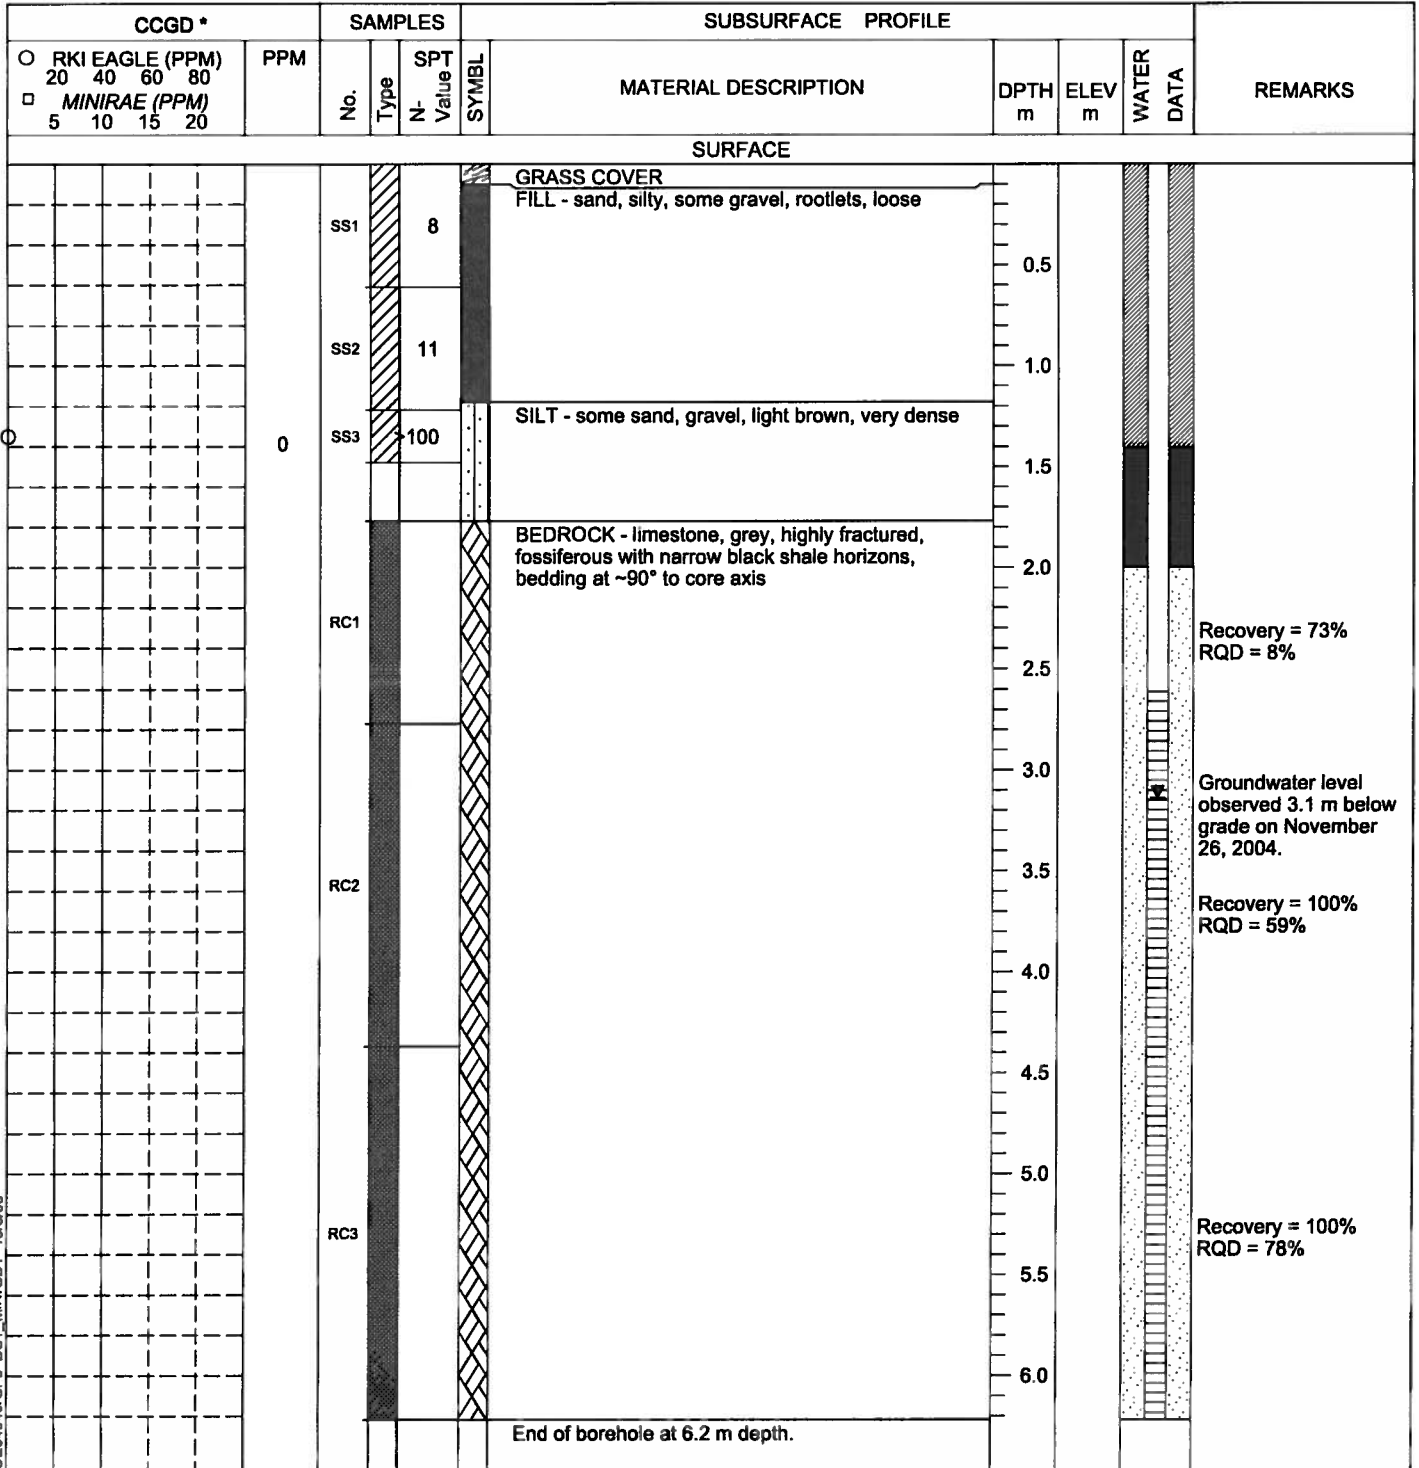 CCGD *
SAMPLES
SUBSURFACE PROFILE
RKI EAGLE (PPM)
20 40 60 80
MINIRAE (PPM)
5 10 15 20
PPM
No.
Type
SPT
N-Value
SYMBL
MATERIAL DESCRIPTION
DPTH
m
ELEV
m
WATER
DATA
REMARKS
SURFACE
GRASS COVER
FILL - sand, silty, some gravel, rootlets, loose
SS1
8
0.5
SS2
11
1.0
SILT - some sand, gravel, light brown, very dense
SS3
>100
0
1.5
BEDROCK - limestone, grey, highly fractured,
fossiferous with narrow black shale horizons,
bedding at ~90° to core axis
2.0
RC1
Recovery = 73%
RQD = 8%
2.5
3.0
Groundwater level
observed 3.1 m below
grade on November
26, 2004.
3.5
RC2
Recovery = 100%
RQD = 59%
4.0
4.5
5.0
RC3
Recovery = 100%
RQD = 78%
5.5
6.0
End of borehole at 6.2 m depth.